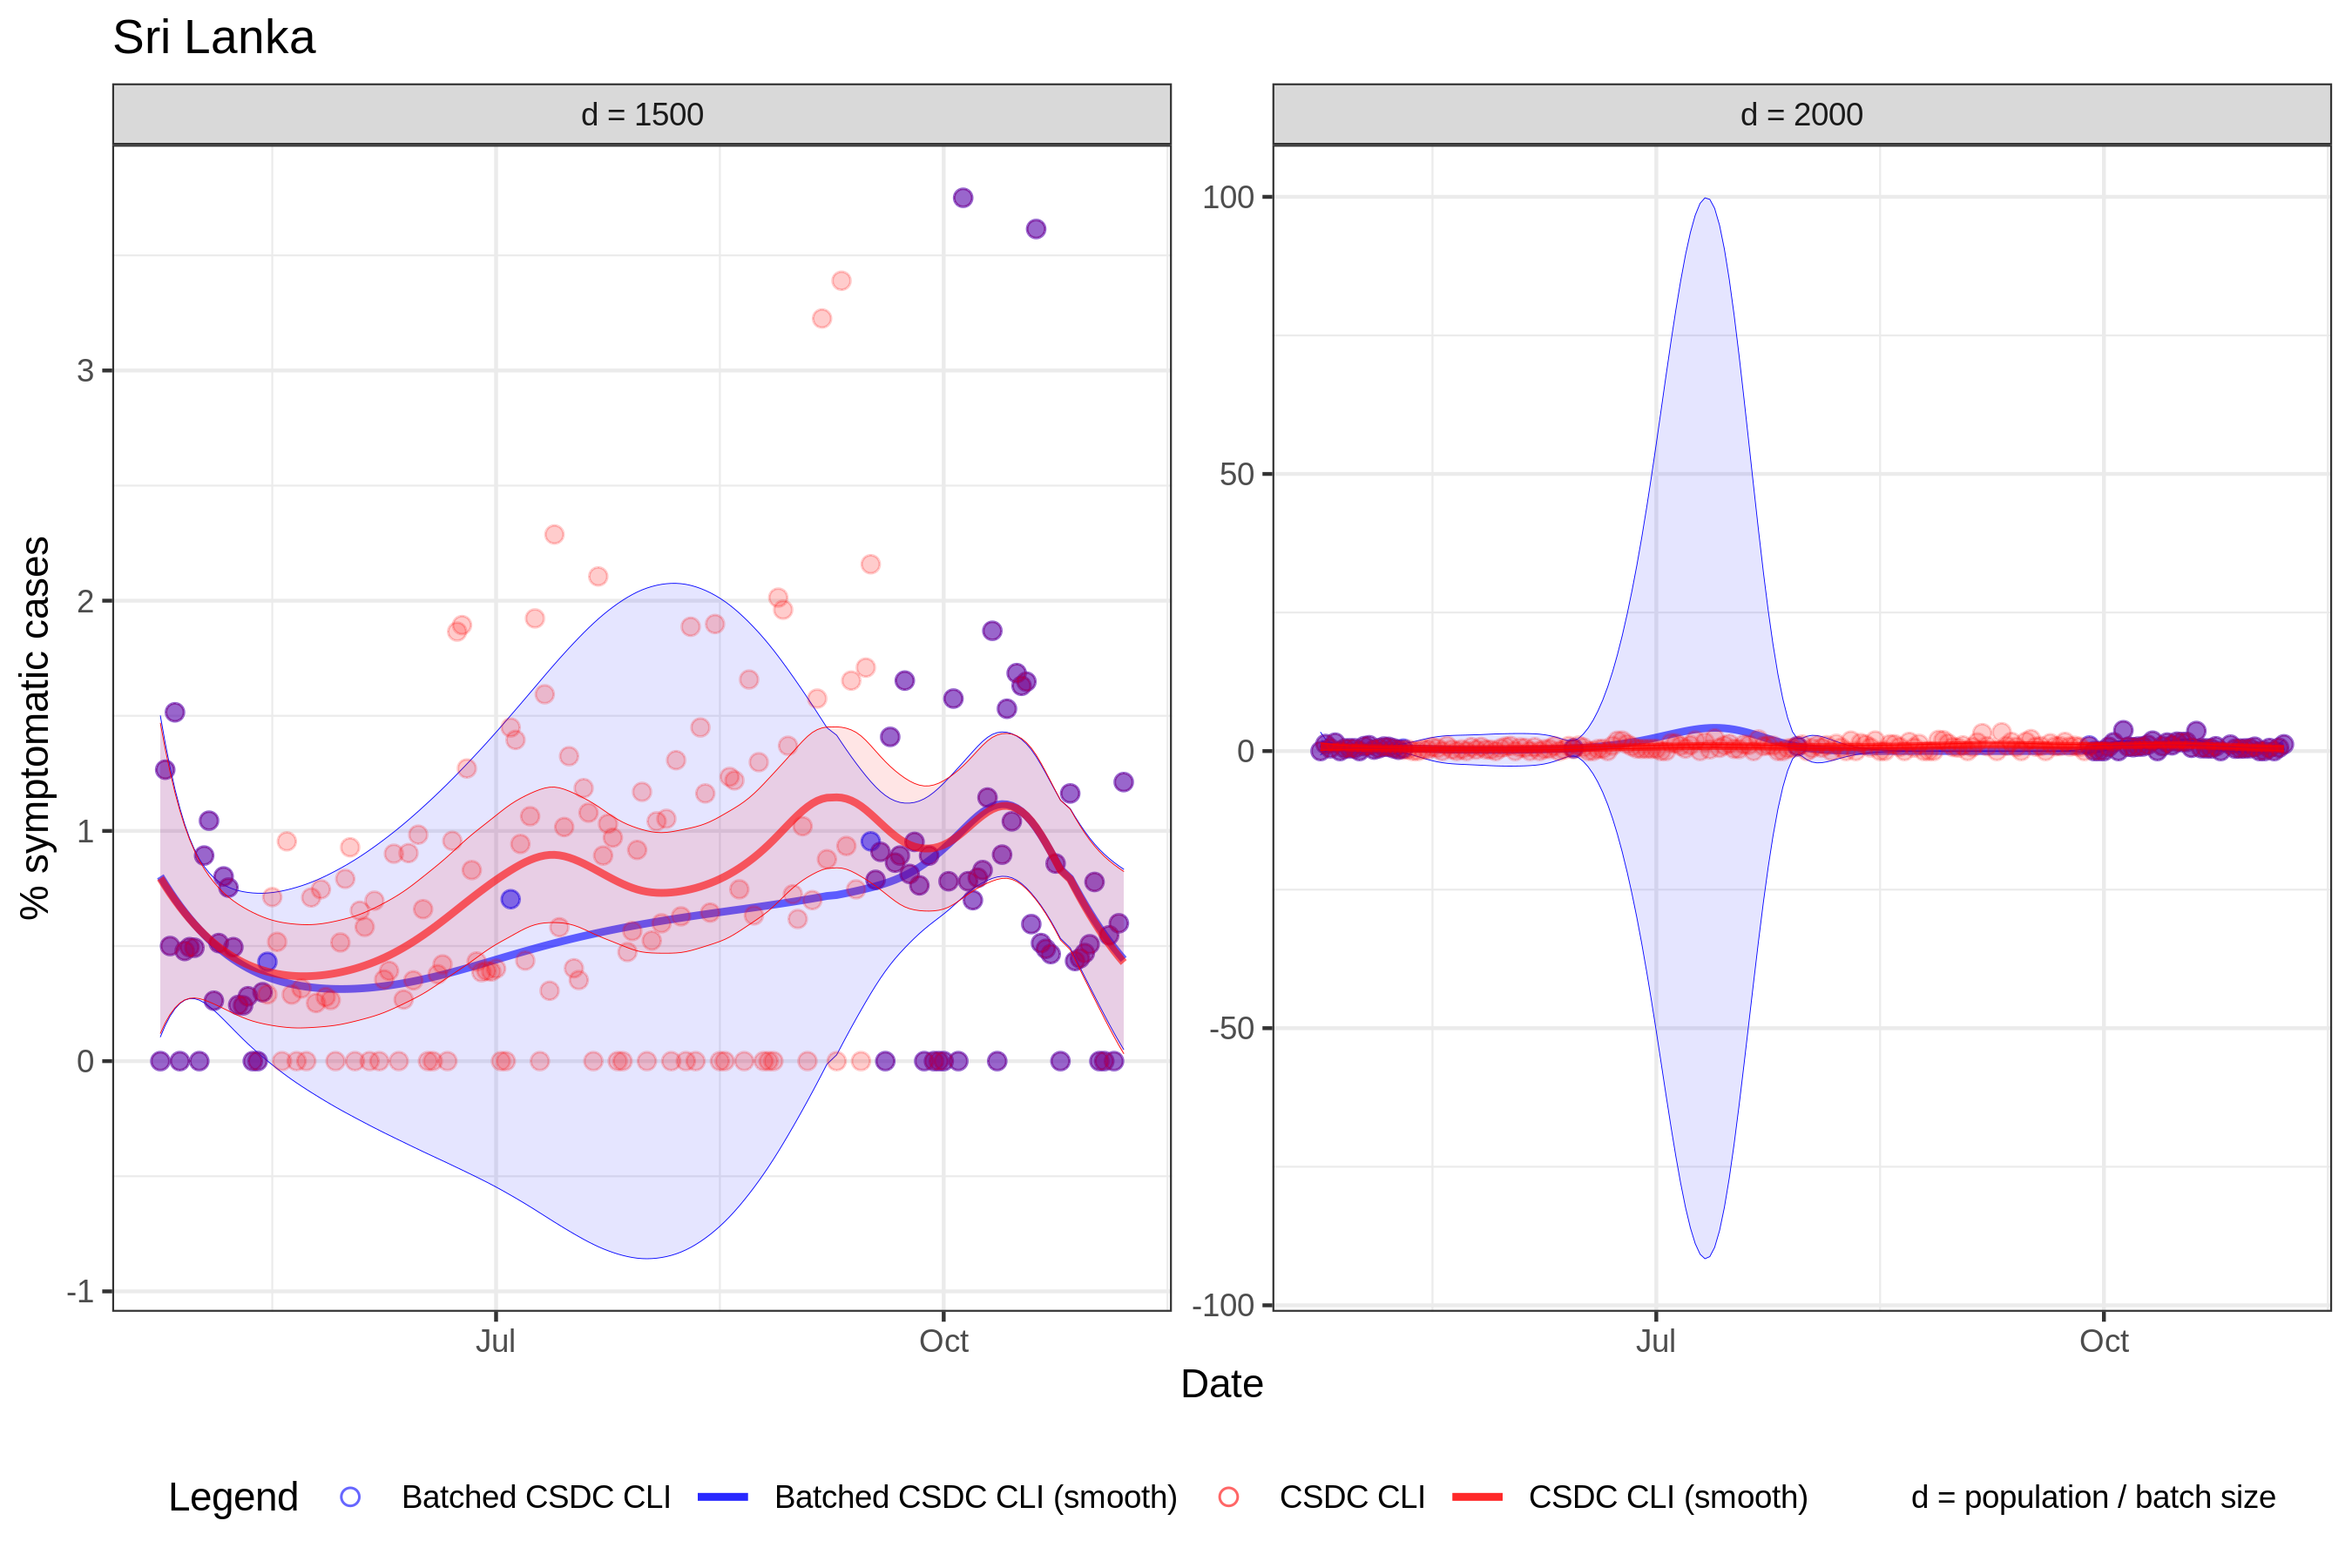 Sri Lanka
d = 1500
d = 2000
% symptomatic cases
3
2
1
0
-1
100
50
0
-50
-100
Jul
Oct
Jul
Oct
Date
Legend
Batched CSDC CLI
Batched CSDC CLI (smooth)
CSDC CLI
CSDC CLI (smooth)
d = population / batch size